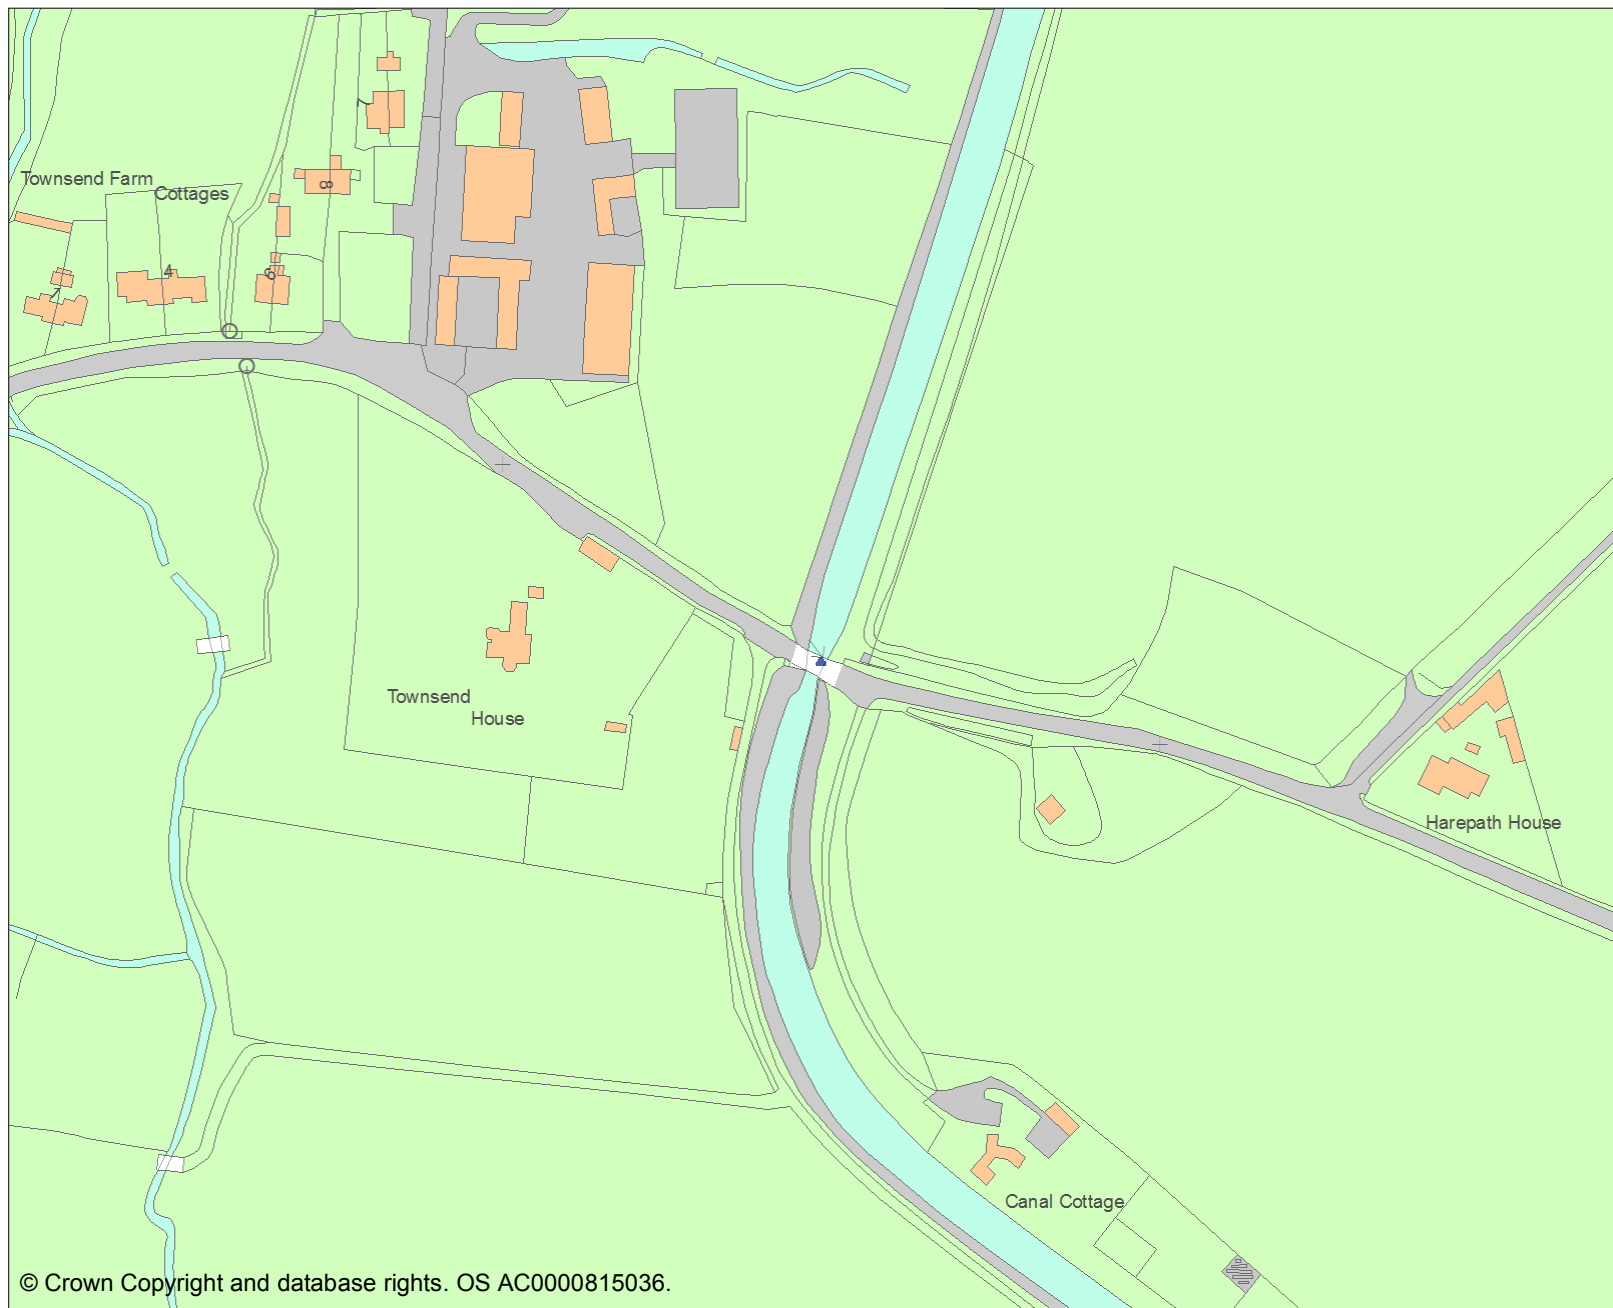 7
Townsend Farm
Cottages
8
4
6
1
Townsend
House
Harepath House
Canal Cottage
© Crown Copyright and database rights. OS AC0000815036.